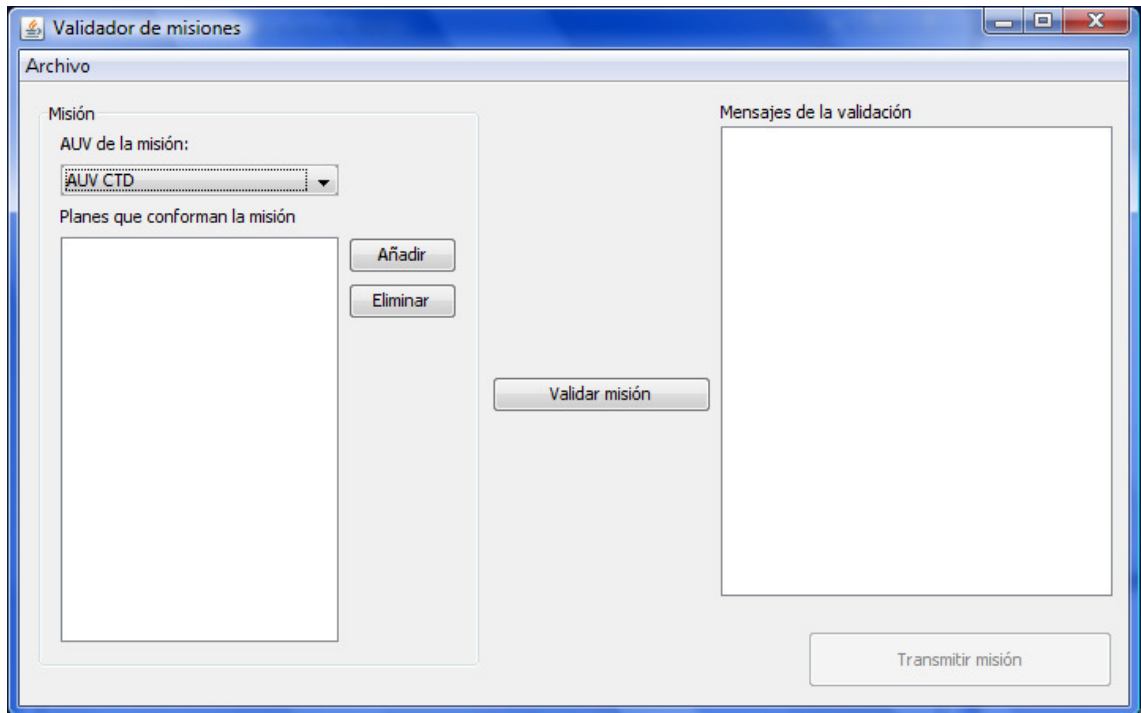 Validador de misiones
Archivo
Misión
AUV de la misión:
AUV CTD
Planes que conforman la misión
Añadir
Eliminar
Validar misión
Mensajes de la validación
Transmitir misión